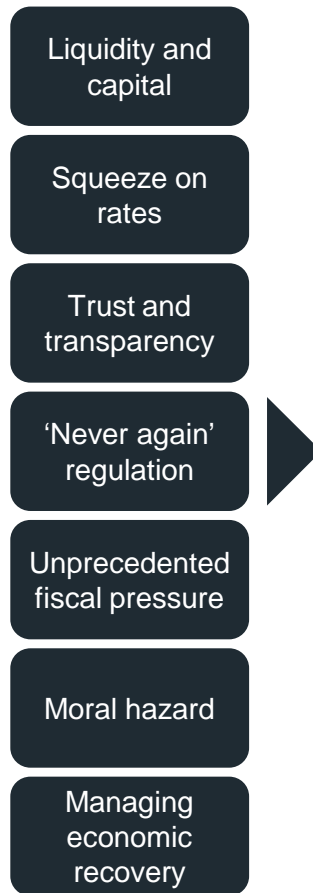 Liquidity and
capital
Squeeze on
rates
Trust and
transparency
‘Never again’
regulation
Unprecedented
fiscal pressure
Moral hazard
Managing
economic
recovery